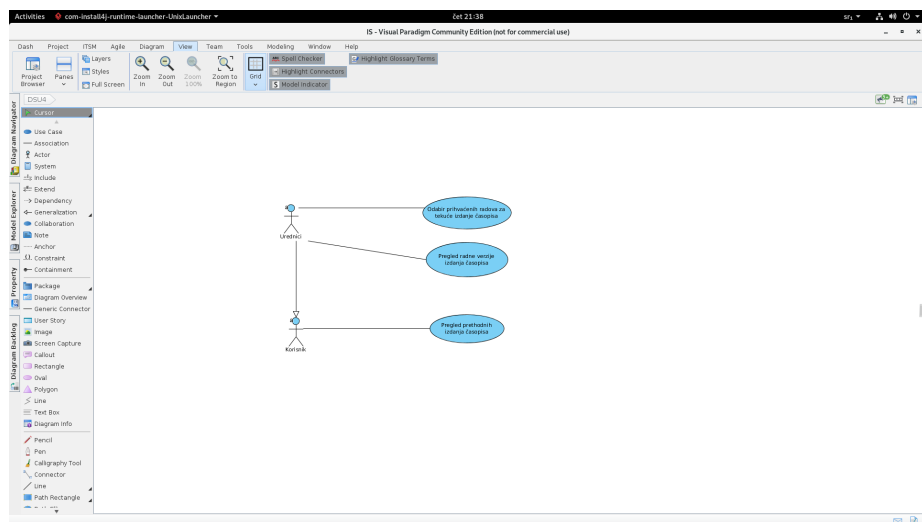 Activities com-install4j-runtime-launcher-UnixLauncher čet 21:38 sr₁
IS - Visual Paradigm Community Edition (not for commercial use)
Dash Project ITSM Agile Diagram View Team Tools Modeling Window Help
Project Browser
Panes
Layers
Styles
Full Screen
Zoom In
Zoom Out
Zoom 100%
Zoom to Region
Grid
Spell Checker
Highlight Connectors
Model Indicator
Highlight Glossary Terms
DSU4
Diagram Navigator
Model Explorer
Property
Diagram Backlog
Cursor
Use Case
Association
Actor
System
Include
Extend
Dependency
Generalization
Collaboration
Note
Anchor
Constraint
Containment
Package
Diagram Overview
Generic Connector
User Story
Image
Screen Capture
Callout
Rectangle
Oval
Polygon
Line
Text Box
Diagram Info
Pencil
Pen
Calligraphy Tool
Connector
Line
Path Rectangle
Odabir prihvaćenih radova za
tekuće izdanje časopisa
Urednici
Pregled radne verzije
izdanja časopisa
Pregled prethodnih
izdanja časopisa
Korisnik